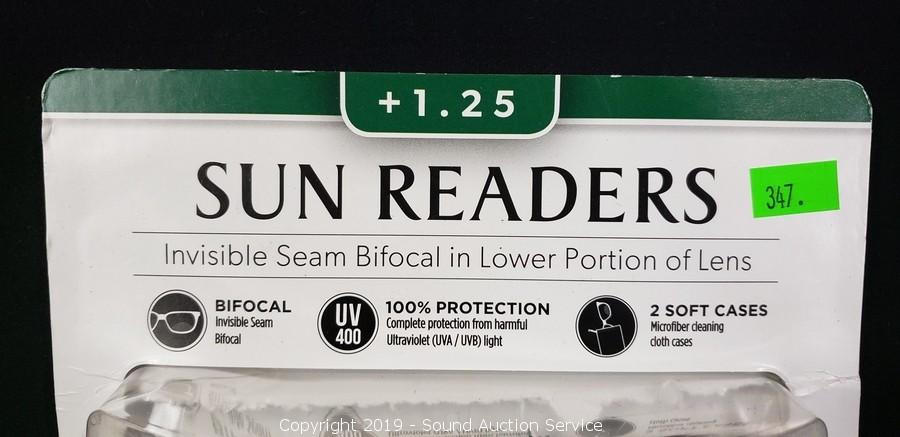 +1.25
SUN READERS
347.
Invisible Seam Bifocal in Lower Portion of Lens
BIFOCAL
Invisible Seam
Bifocal
UV
400
100% PROTECTION
Complete protection from harmful
Ultraviolet (UVA / UVB) light
2 SOFT CASES
Microfiber cleaning
cloth cases
Copyright 2019 - Sound Auction Service